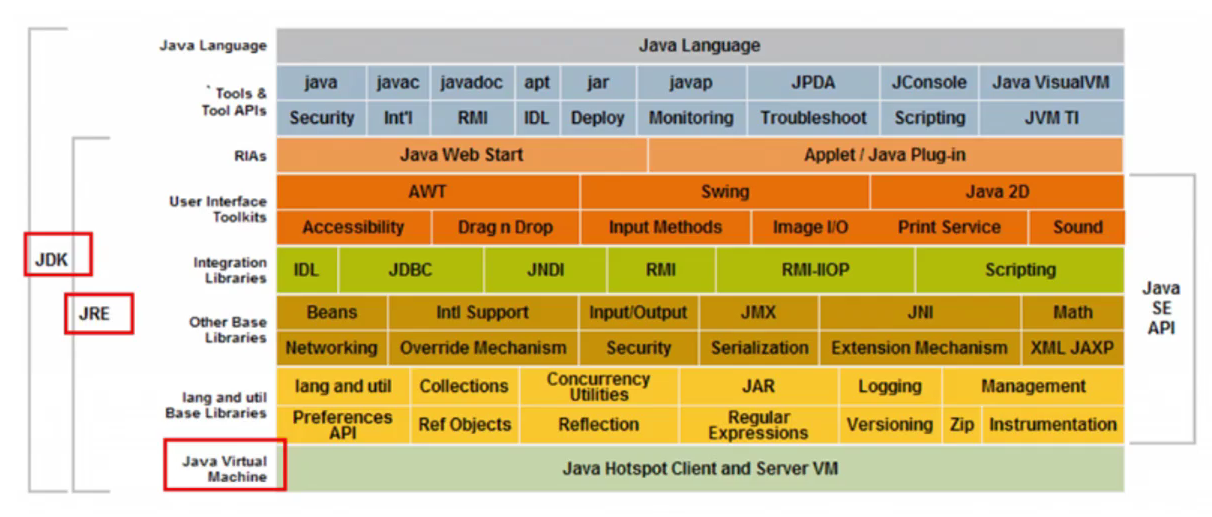 Java Language Java Language
` Tools & Tool APIs java javac javadoc apt jar javap JPDA JConsole Java VisualVM
Security Int'l RMI IDL Deploy Monitoring Troubleshoot Scripting JVM TI
RIAs Java Web Start Applet / Java Plug-in
User Interface Toolkits AWT Swing Java 2D
Accessibility Drag n Drop Input Methods Image I/O Print Service Sound
JDK
Integration Libraries IDL JDBC JNDI RMI RMI-IIOP Scripting
JRE
Other Base Libraries Beans Intl Support Input/Output JMX JNI Math
Java SE API
Networking Override Mechanism Security Serialization Extension Mechanism XML JAXP
lang and util Base Libraries lang and util Collections Concurrency Utilities JAR Logging Management
Preferences API Ref Objects Reflection Regular Expressions Versioning Zip Instrumentation
Java Virtual Machine Java Hotspot Client and Server VM